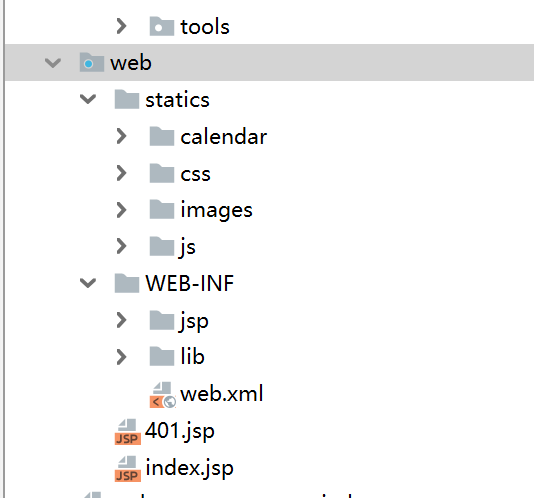 tools
web
statics
calendar
css
images
js
WEB-INF
jsp
lib
web.xml
JSP 401.jsp
JSP index.jsp